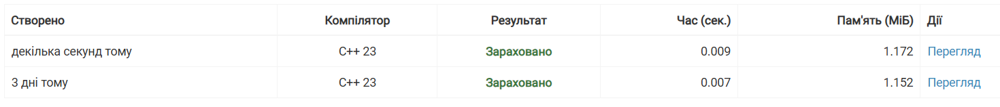 Створено Компілятор Результат Час (сек.) Пам'ять (МіБ) Дії
декілька секунд тому C++ 23 Зараховано 0.009 1.172 Перегляд
3 дні тому C++ 23 Зараховано 0.007 1.152 Перегляд